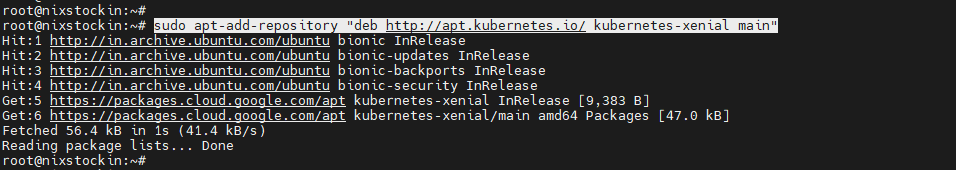 root@nixstockin:~#
root@nixstockin:~# sudo apt-add-repository "deb http://apt.kubernetes.io/ kubernetes-xenial main"
Hit:1 http://in.archive.ubuntu.com/ubuntu bionic InRelease
Hit:2 http://in.archive.ubuntu.com/ubuntu bionic-updates InRelease
Hit:3 http://in.archive.ubuntu.com/ubuntu bionic-backports InRelease
Hit:4 http://in.archive.ubuntu.com/ubuntu bionic-security InRelease
Get:5 https://packages.cloud.google.com/apt kubernetes-xenial InRelease [9,383 B]
Get:6 https://packages.cloud.google.com/apt kubernetes-xenial/main amd64 Packages [47.0 kB]
Fetched 56.4 kB in 1s (41.4 kB/s)
Reading package lists... Done
root@nixstockin:~#